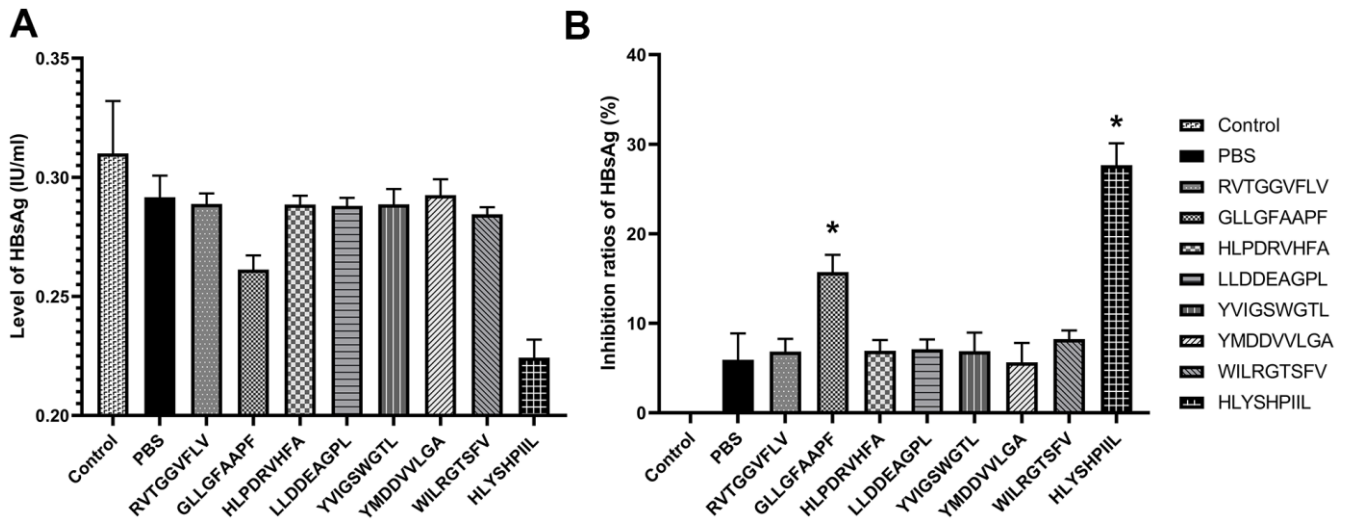 A
Level of HBsAg (IU/ml)
0.35
0.30
0.25
0.20
Control
PBS
RVTGGVFLV
GLLGFAAPF
HLPDRVHFA
LLDDEAGPL
YVIGSWGTL
YMDDVVLGA
WILRGTSFV
HLYSHPIIL
B
Inhibition ratios of HBsAg (%)
40
30
20
10
0
*
*
Control
PBS
RVTGGVFLV
GLLGFAAPF
HLPDRVHFA
LLDDEAGPL
YVIGSWGTL
YMDDVVLGA
WILRGTSFV
HLYSHPIIL
Control
PBS
RVTGGVFLV
GLLGFAAPF
HLPDRVHFA
LLDDEAGPL
YVIGSWGTL
YMDDVVLGA
WILRGTSFV
HLYSHPIIL